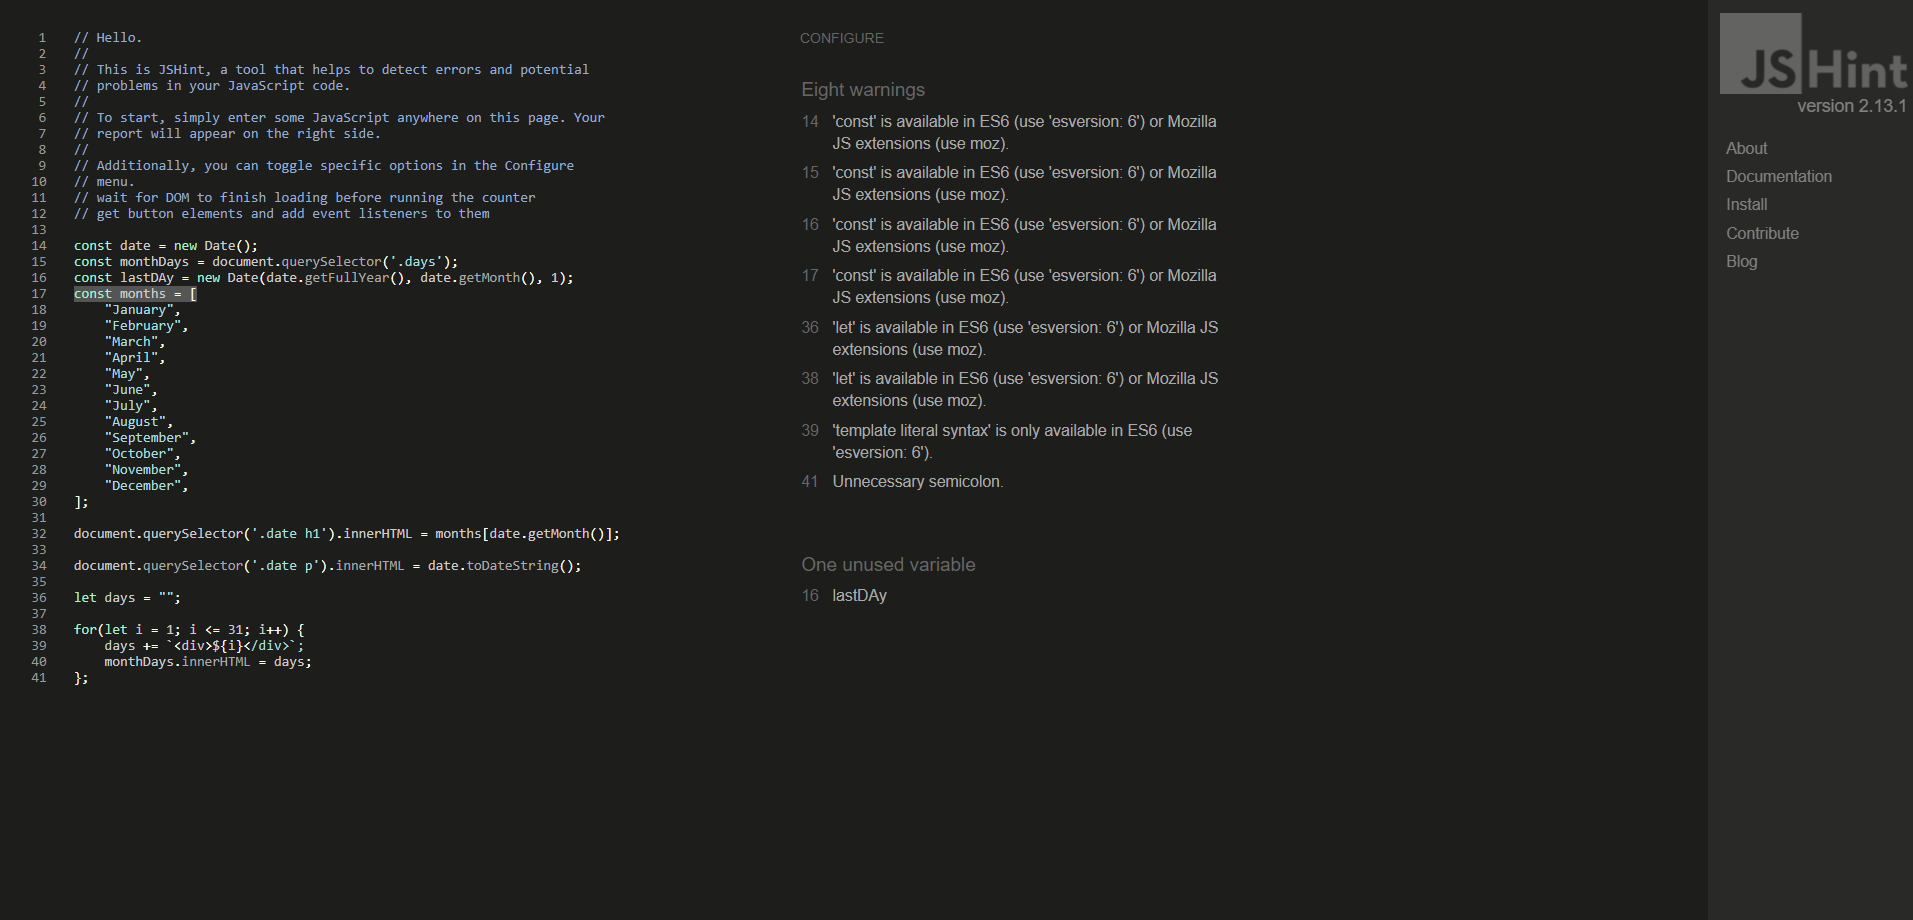 1 // Hello.
2 //
3 // This is JSHint, a tool that helps to detect errors and potential
4 // problems in your JavaScript code.
5 //
6 // To start, simply enter some JavaScript anywhere on this page. Your
7 // report will appear on the right side.
8 //
9 // Additionally, you can toggle specific options in the Configure
10 // menu.
11 // wait for DOM to finish loading before running the counter
12 // get button elements and add event listeners to them
13
14 const date = new Date();
15 const monthDays = document.querySelector('.days');
16 const lastDAy = new Date(date.getFullYear(), date.getMonth(), 1);
17 const months = [
18     "January",
19     "February",
20     "March",
21     "April",
22     "May",
23     "June",
24     "July",
25     "August",
26     "September",
27     "October",
28     "November",
29     "December",
30 ];
31
32 document.querySelector('.date h1').innerHTML = months[date.getMonth()];
33
34 document.querySelector('.date p').innerHTML = date.toDateString();
35
36 let days = "";
37
38 for(let i = 1; i <= 31; i++) {
39     days += `<div>${i}</div>`;
40     monthDays.innerHTML = days;
41 };
CONFIGURE
Eight warnings
14 'const' is available in ES6 (use 'esversion: 6') or Mozilla
JS extensions (use moz).
15 'const' is available in ES6 (use 'esversion: 6') or Mozilla
JS extensions (use moz).
16 'const' is available in ES6 (use 'esversion: 6') or Mozilla
JS extensions (use moz).
17 'const' is available in ES6 (use 'esversion: 6') or Mozilla
JS extensions (use moz).
36 'let' is available in ES6 (use 'esversion: 6') or Mozilla JS
extensions (use moz).
38 'let' is available in ES6 (use 'esversion: 6') or Mozilla JS
extensions (use moz).
39 'template literal syntax' is only available in ES6 (use
'esversion: 6').
41 Unnecessary semicolon.
One unused variable
16 lastDAy
JSHint
version 2.13.1
About
Documentation
Install
Contribute
Blog